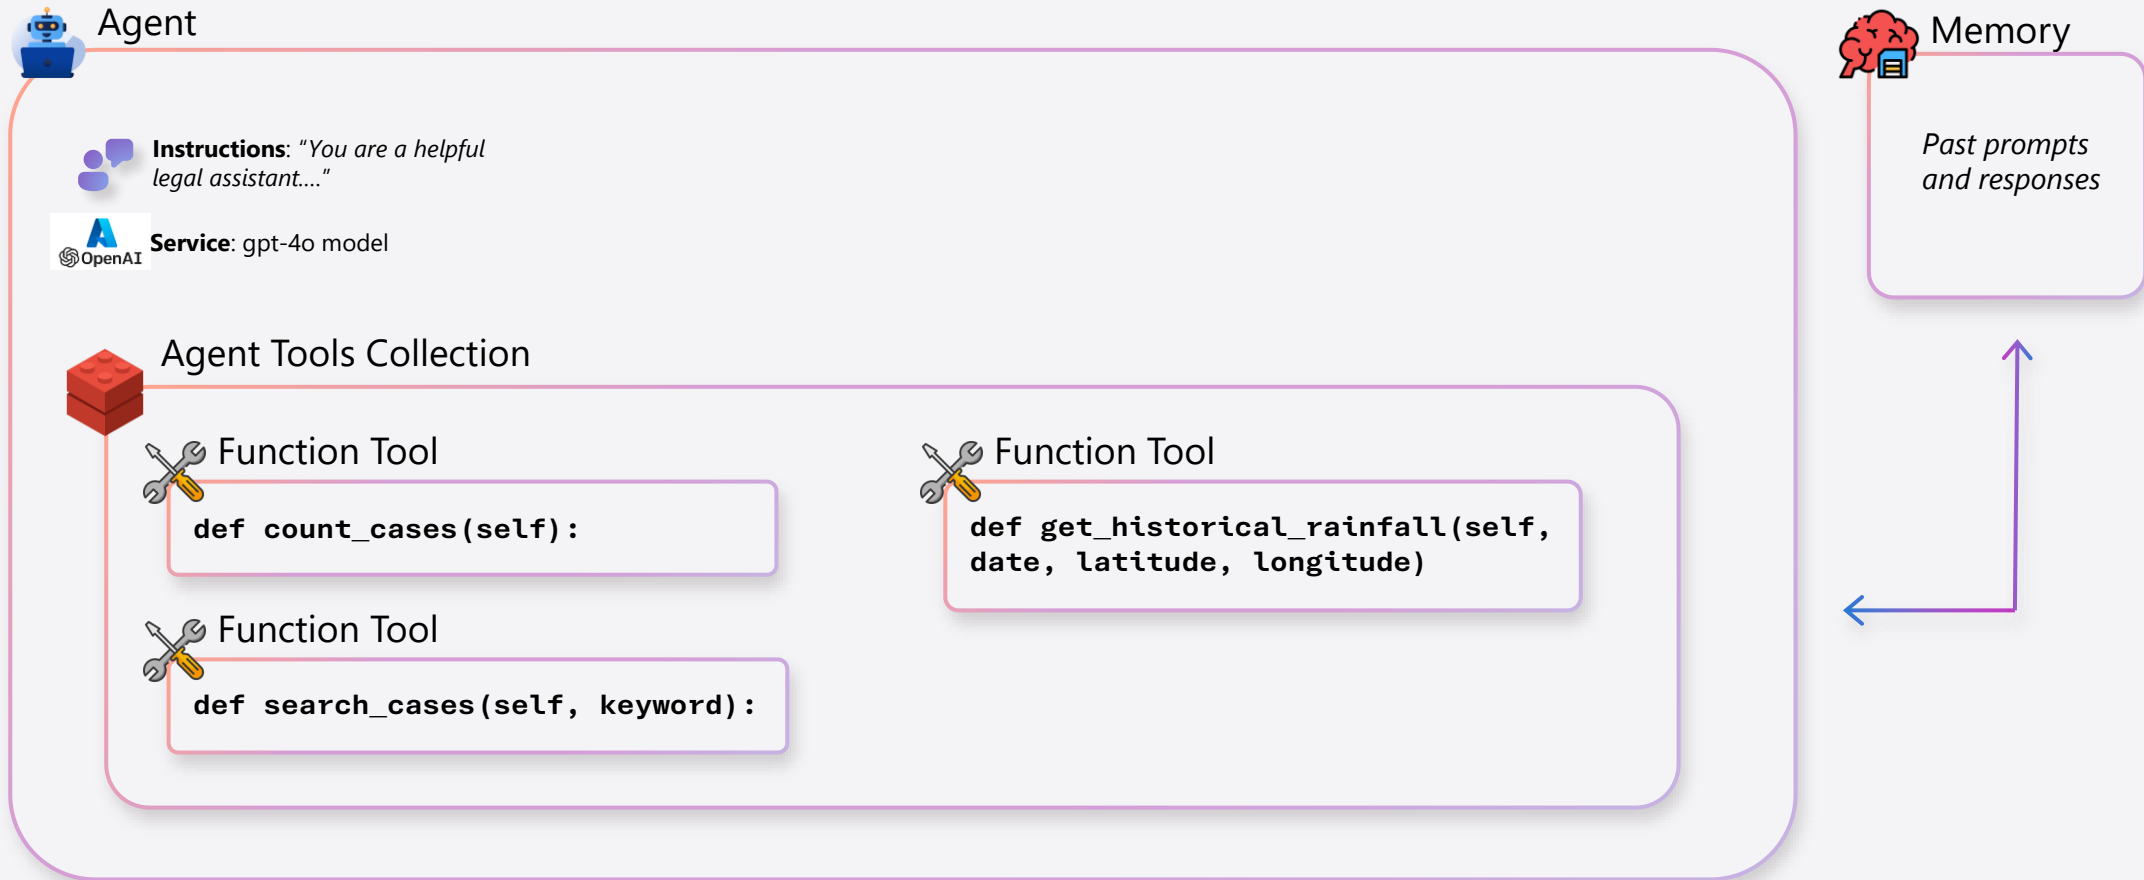 Agent
Memory
Instructions: "You are a helpful
legal assistant...."
Past prompts
and responses
OpenAI
Service: gpt-4o model
Agent Tools Collection
Function Tool
def count_cases(self):
Function Tool
def get_historical_rainfall(self,
date, latitude, longitude)
Function Tool
def search_cases(self, keyword):